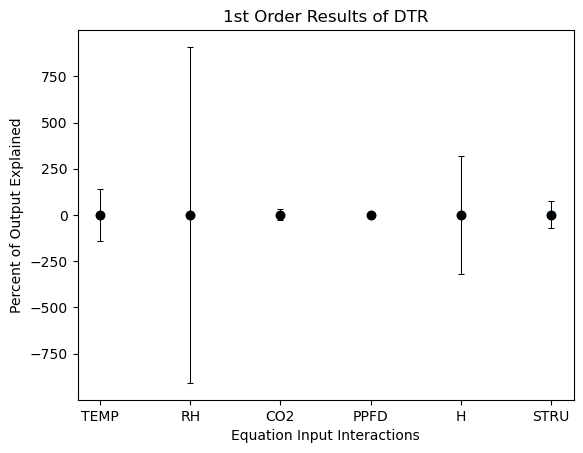 1st Order Results of DTR
Percent of Output Explained
750
500
250
0
−250
−500
−750
TEMP RH CO2 PPFD H STRU
Equation Input Interactions